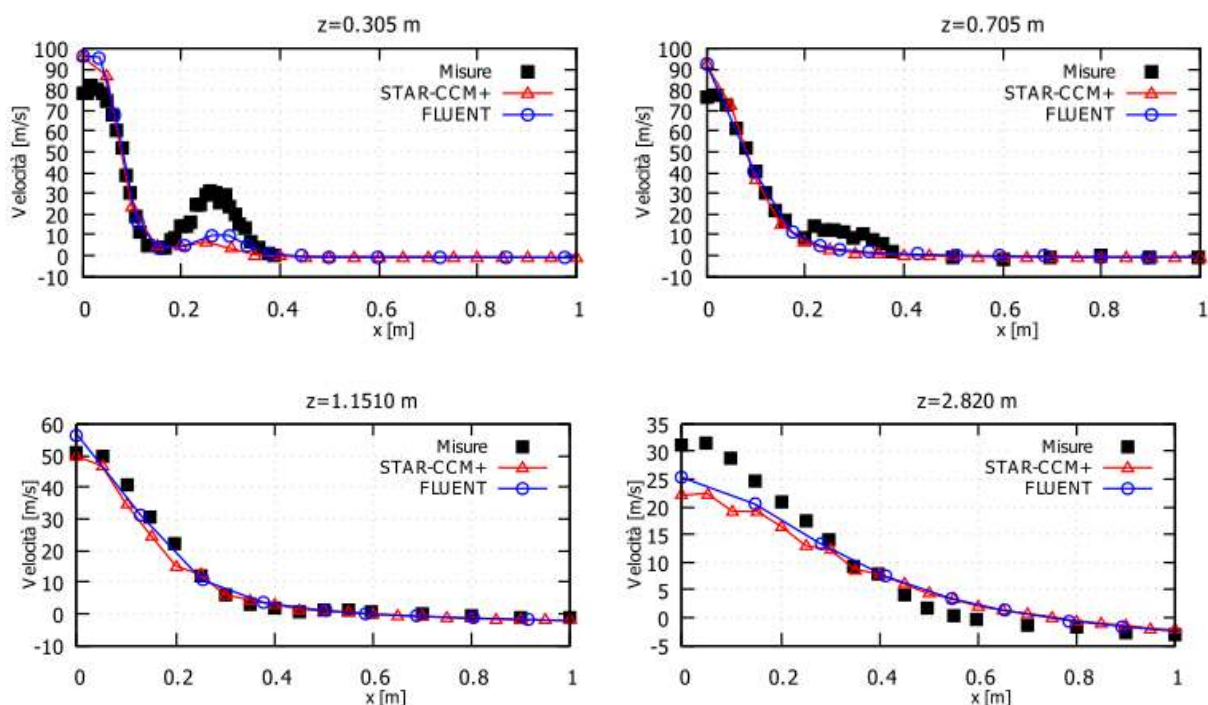 z=0.305 m
100
90
80
70
60
50
40
30
20
10
0
-10
Velocità [m/s]
Misure
STAR-CCM+
FLUENT
0 0.2 0.4 0.6 0.8 1
x [m]
z=0.705 m
100
90
80
70
60
50
40
30
20
10
0
-10
Velocità [m/s]
Misure
STAR-CCM+
FLUENT
0 0.2 0.4 0.6 0.8 1
x [m]
z=1.1510 m
60
50
40
30
20
10
0
-10
Velocità [m/s]
Misure
STAR-CCM+
FLUENT
0 0.2 0.4 0.6 0.8 1
x [m]
z=2.820 m
35
30
25
20
15
10
5
0
-5
Velocità [m/s]
Misure
STAR-CCM+
FLUENT
0 0.2 0.4 0.6 0.8 1
x [m]